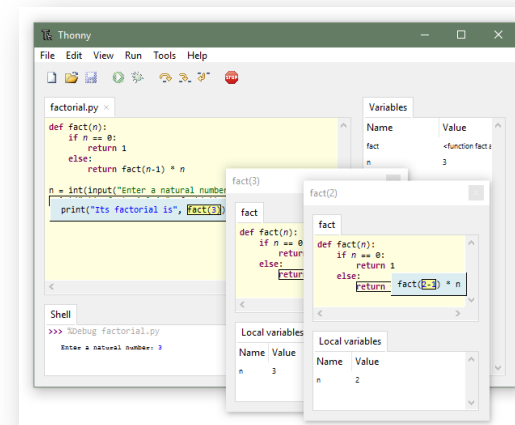 Thonny
File Edit View Run Tools Help
STOP
factorial.py ×
def fact(n):
if n == 0:
return 1
else:
return fact(n-1) * n
n = int(input("Enter a natural number
print("Its factorial is", fact(3))
Shell
>>> %Debug factorial.py
Enter a natural number: 3
Variables
Name Value
fact <function fact a
n 3
fact(3)
fact
def fact(n):
if n == 0
return
else:
return
Local variables
Name Value
n 3
fact(2)
fact
def fact(n):
if n == 0:
return 1
else:
return fact(2-1) * n
Local variables
Name Value
n 2